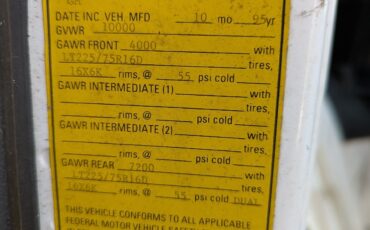 DATE INC. VEH. MFD 10 mo 95yr
GVWR 10000
GAWR FRONT 4000 with
LT225/75R16D tires,
16X6K rims, @ 55 psi cold
GAWR INTERMEDIATE (1) with
tires,
rims, @ psi cold
GAWR INTERMEDIATE (2) with
tires,
rims, @ psi cold
GAWR REAR 7200 with
LT225/75R16D tires,
16X6K rims, @ 55 psi cold DUAL
THIS VEHICLE CONFORMS TO ALL APPLICABLE
FEDERAL MOTOR VEHICLE